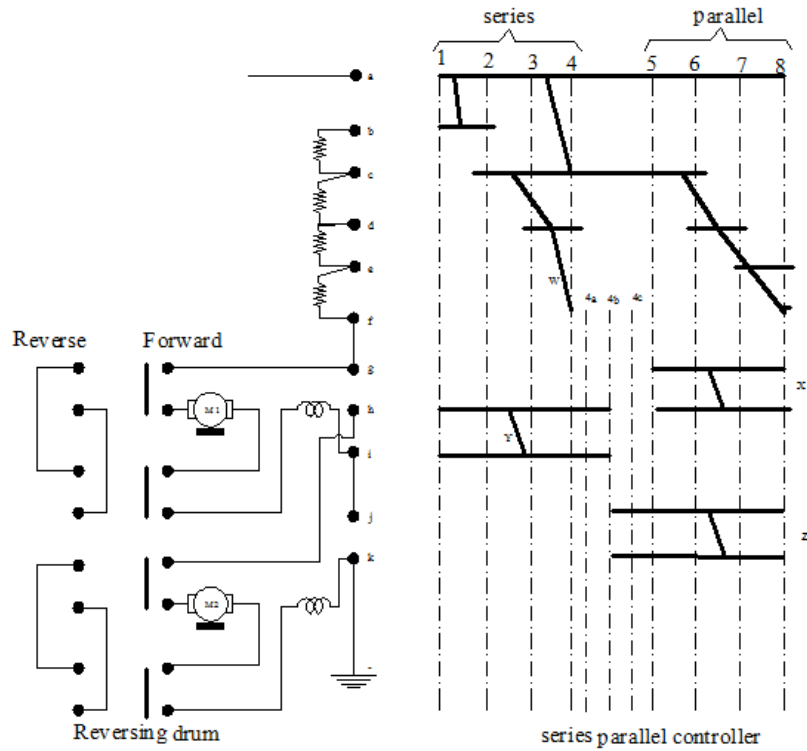 series parallel
1 2 3 4 5 6 7 8
a
b
c
d
e
f
W 4a 4b 4c
Reverse Forward
g
x
M1
h
Y
i
j
z
k
M2
-
Reversing drum
series parallel controller